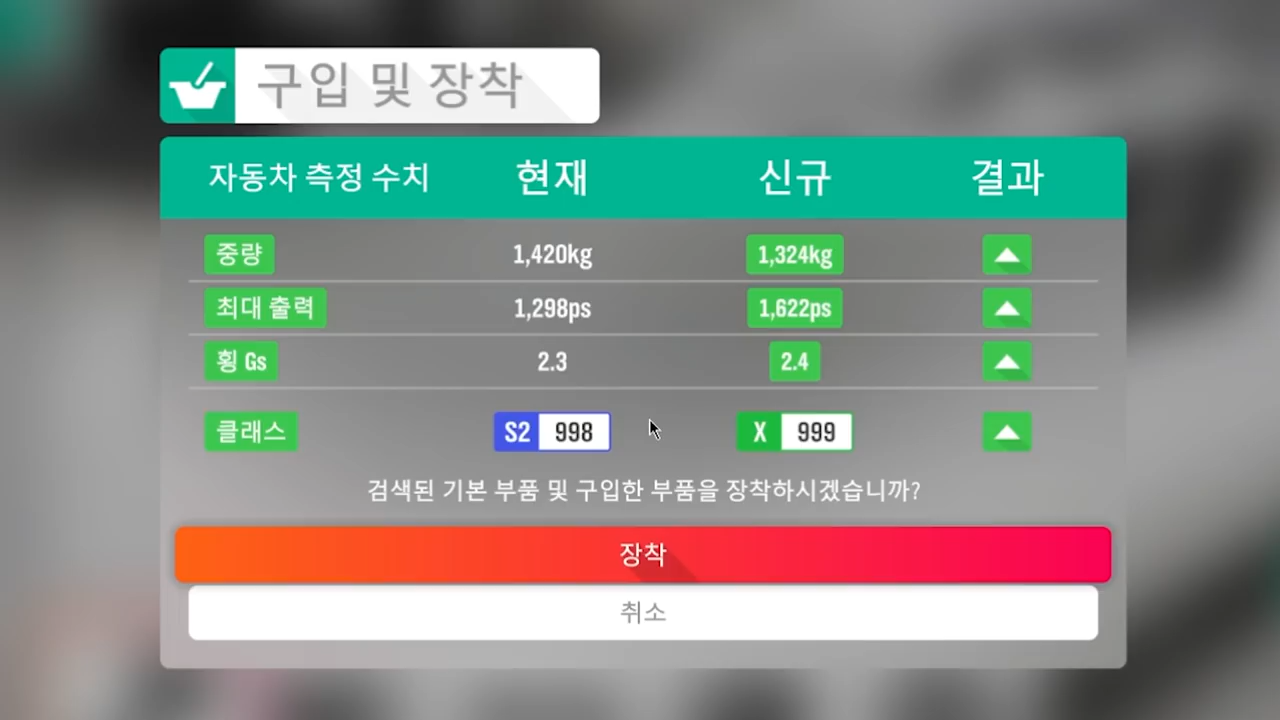 구입 및 장착
자동차 측정 수치 현재 신규 결과
중량 1,420kg 1,324kg
최대 출력 1,298ps 1,622ps
횡 Gs 2.3 2.4
클래스 S2 998 X 999
검색된 기본 부품 및 구입한 부품을 장착하시겠습니까?
장착
취소